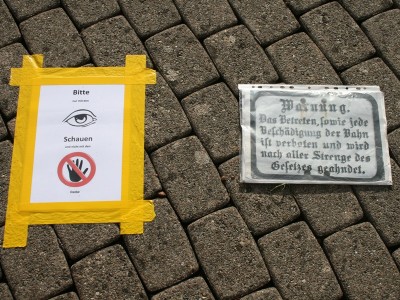 Bitte
Schauen
Warnung.
Das Betreten, sowie jede
Beschädigung der Bahn
ist verboten und wird
nach aller Strenge des
Gesetzes geahndet.